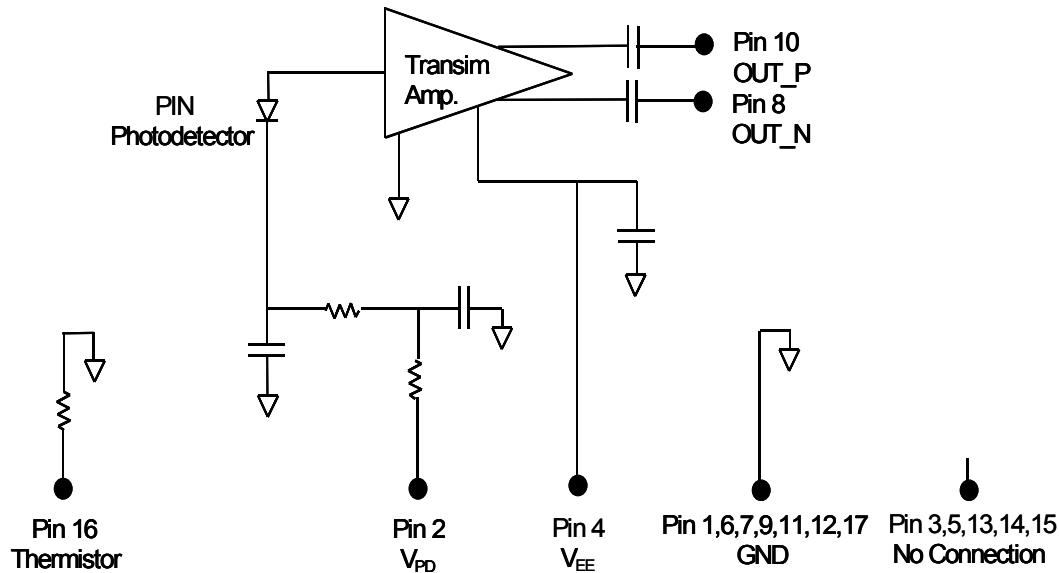 Transim
Amp.
Pin 10
OUT_P
Pin 8
OUT_N
PIN
Photodetector
Pin 16
Thermistor
Pin 2
VPD
Pin 4
VEE
Pin 1,6,7,9,11,12,17
GND
Pin 3,5,13,14,15
No Connection